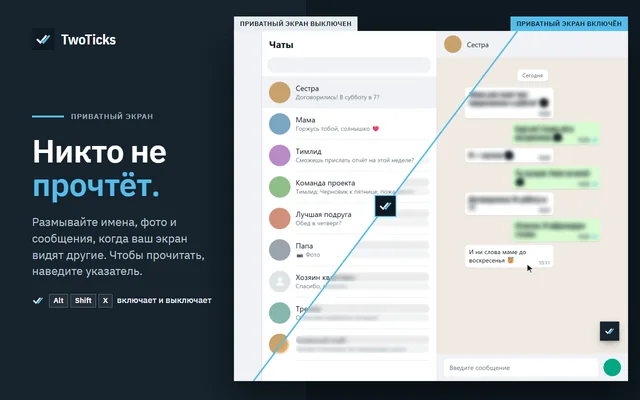 TwoTicks
ПРИВАТНЫЙ ЭКРАН
Никто не
прочтёт.
Размывайте имена, фото и
сообщения, когда ваш экран
видят другие. Чтобы прочитать,
наведите указатель.
Alt Shift X включает и выключает
ПРИВАТНЫЙ ЭКРАН ВЫКЛЮЧЕН
ПРИВАТНЫЙ ЭКРАН ВКЛЮЧЁН
Чаты
Сестра
Договорились! В субботу в 7?
Мама
Горжусь тобой, солнышко ❤️
Тимлид
Сможешь прислать отчёт на этой неделе?
Команда проекта
Тимлид: Черновик к пятнице,
Лучшая подруга
Обед в четверг?
Папа
📷 Фото
Хозяин
Спасибо,
Сестра
Сегодня
И ни слова маме до
воскресенья
10:11
Введите сообщение